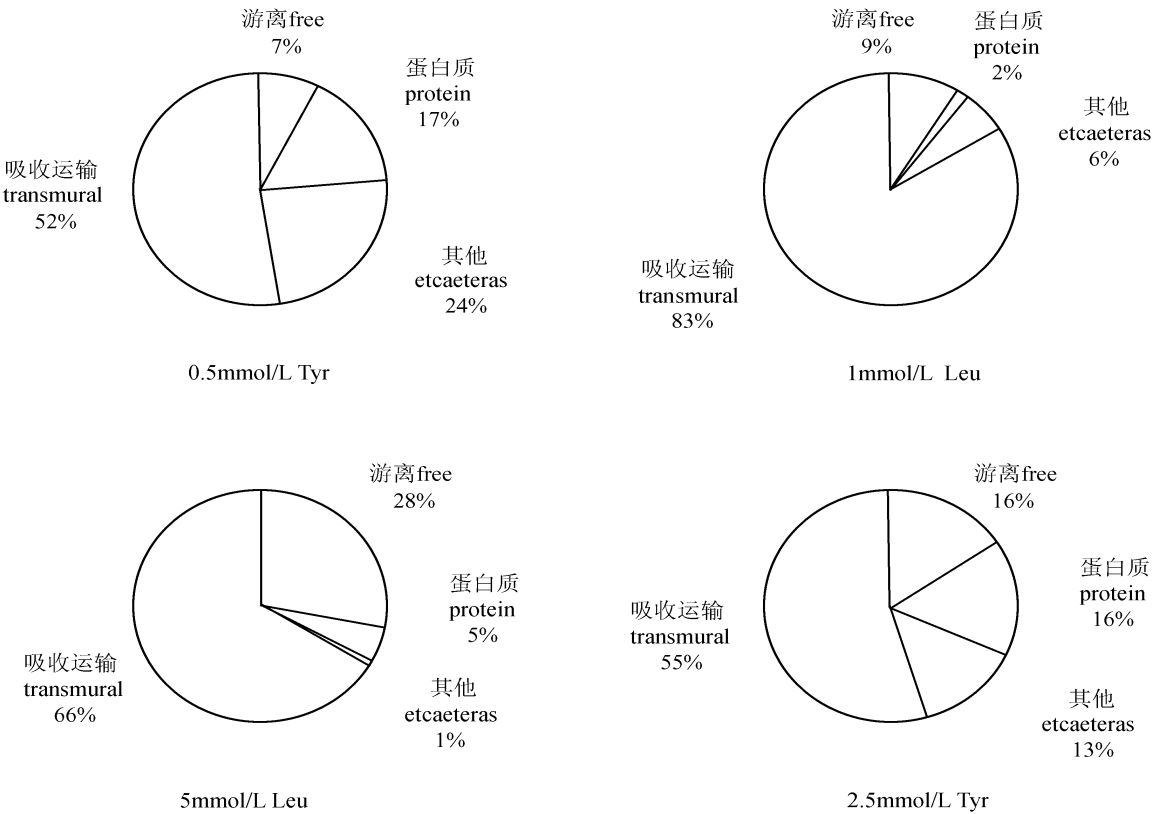 游离free
7%
蛋白质
protein
17%
吸收运输
transmural
52%
其他
etcaeteras
24%
0.5mmol/L Tyr
游离free
9%
蛋白质
protein
2%
其他
etcaeteras
6%
吸收运输
transmural
83%
1mmol/L Leu
游离free
28%
蛋白质
protein
5%
吸收运输
transmural
66%
其他
etcaeteras
1%
5mmol/L Leu
游离free
16%
蛋白质
protein
16%
吸收运输
transmural
55%
其他
etcaeteras
13%
2.5mmol/L Tyr